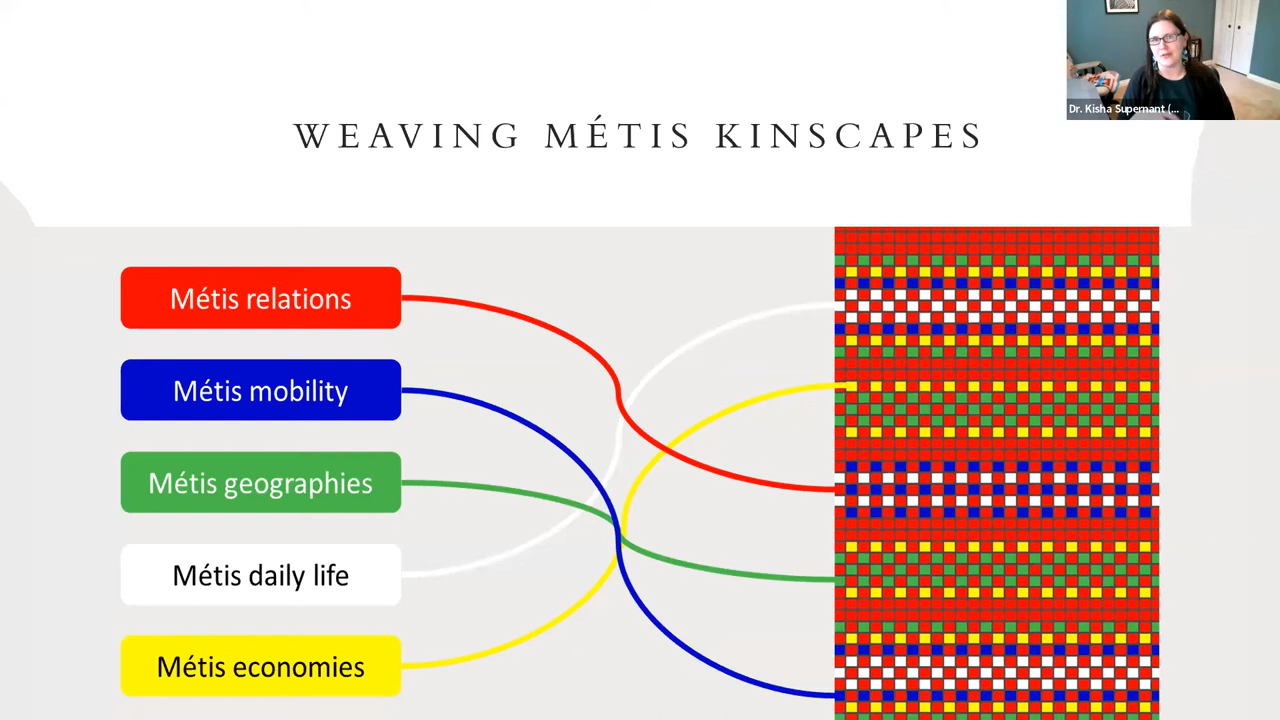 Dr. Kisha Supernant (...
WEAVING MÉTIS KINSCAPES
Métis relations
Métis mobility
Métis geographies
Métis daily life
Métis economies